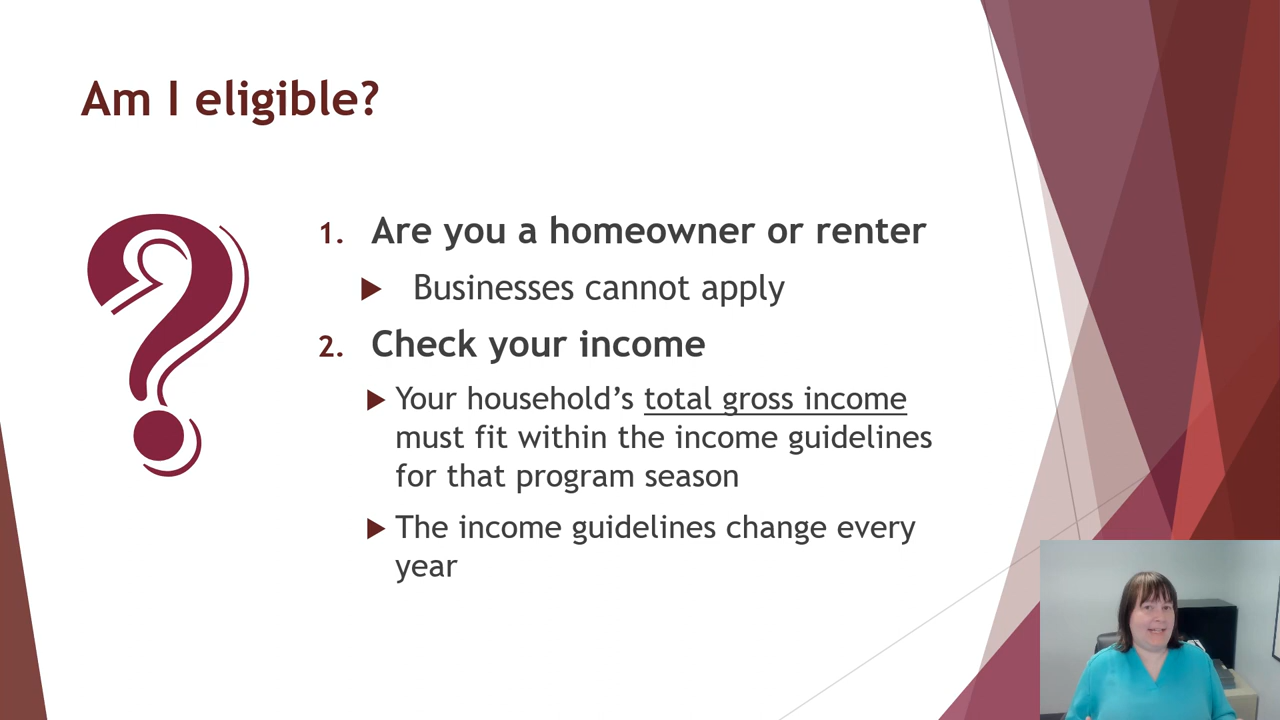 Am I eligible?
1. Are you a homeowner or renter
Businesses cannot apply
2. Check your income
Your household’s total gross income
must fit within the income guidelines
for that program season
The income guidelines change every
year